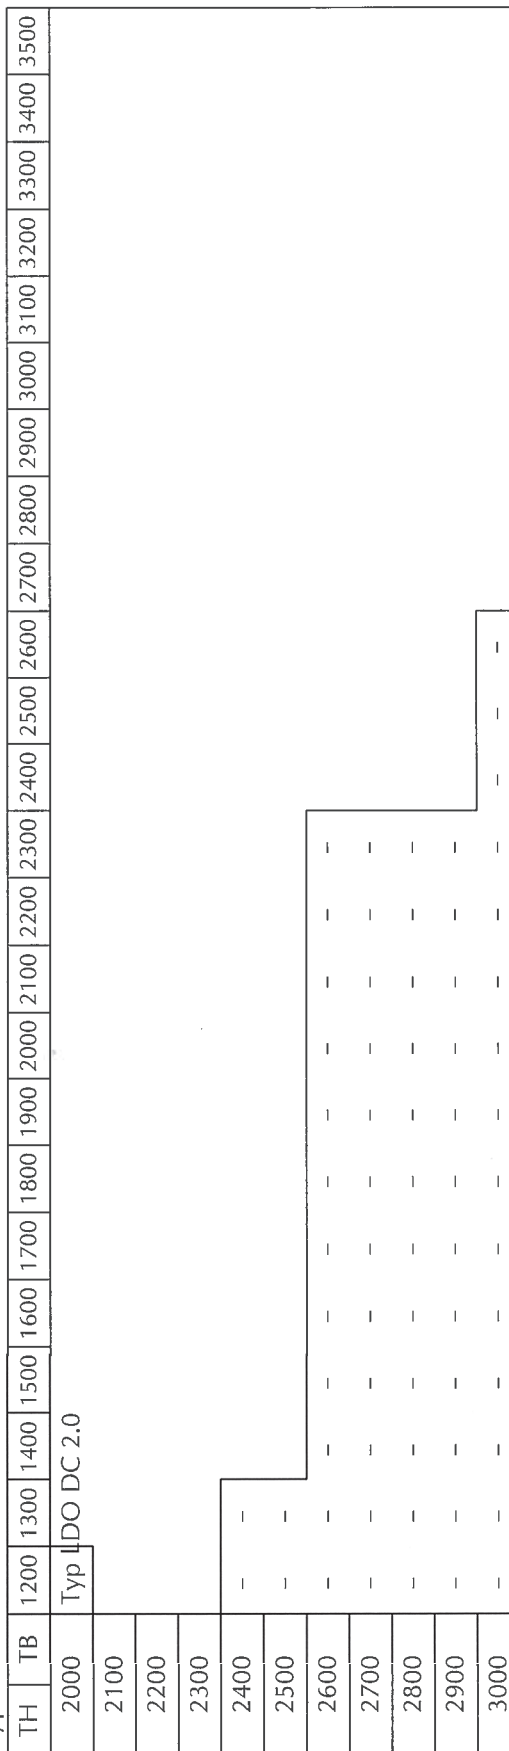 TH TB 1200 1300 1400 1500 1600 1700 1800 1900 2000 2100 2200 2300 2400 2500 2600 2700 2800 2900 3000 3100 3200 3300 3400 3500
2000 Typ LDO DC 2.0
2100
2200
2300
2400 – –
2500 – –
2600 – – – – – – – – – – – –
2700 – – – – – – – – – – – –
2800 – – – – – – – – – – – –
2900 – – – – – – – – – – – –
3000 – – – – – – – – – – – – – – –